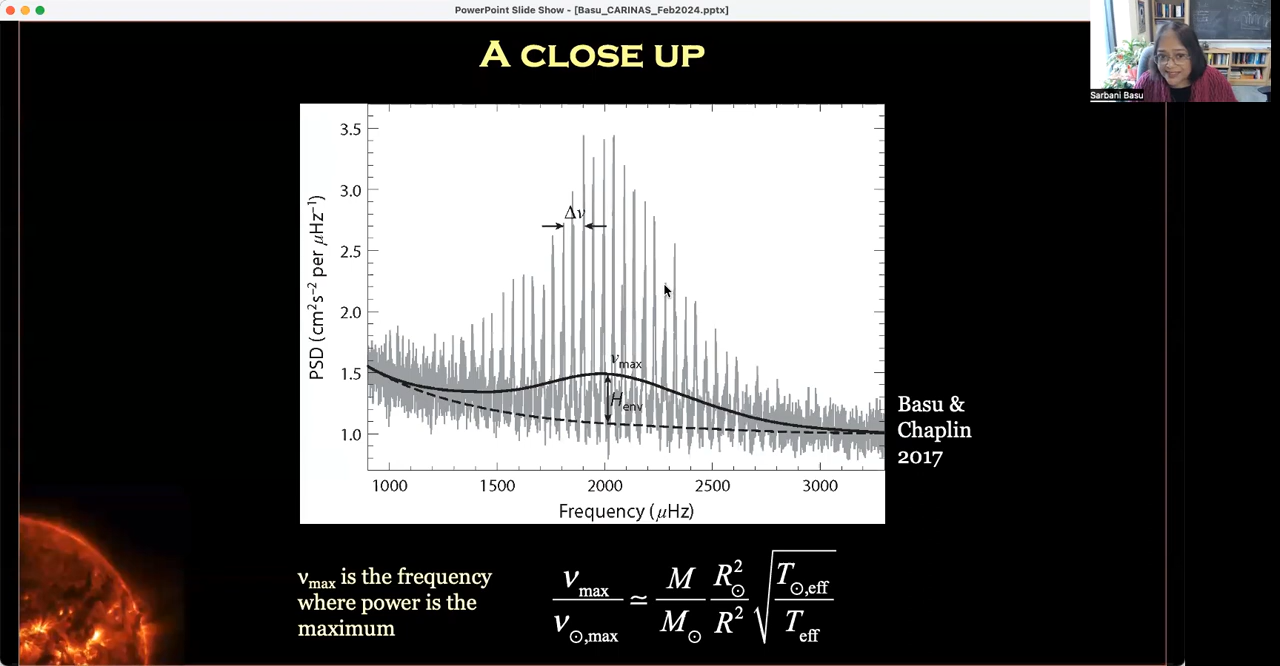 PowerPoint Slide Show - [Basu_CARINAS_Feb2024.pptx]
A CLOSE UP
Sarbani Basu
3.5
3.0
2.5
2.0
1.5
1.0
PSD (cm²s⁻² per μHz⁻¹)
Δν
νmax
Henv
1000 1500 2000 2500 3000
Frequency (μHz)
Basu &
Chaplin
2017
νmax is the frequency
where power is the
maximum
νmax / ν⊙,max ≃ M / M⊙ R²⊙ / R² √ T⊙,eff / Teff